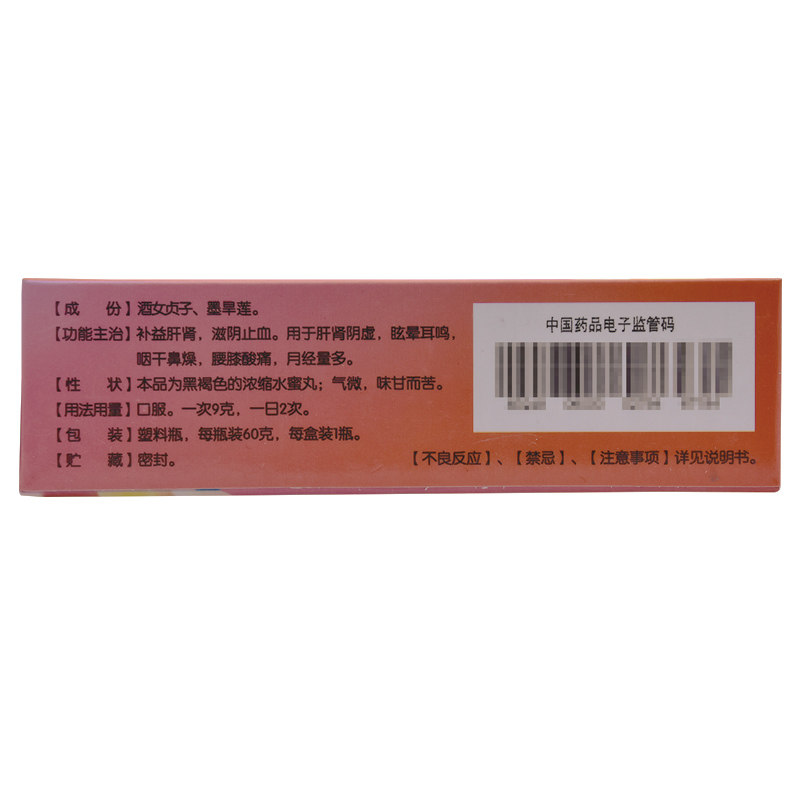 【成　份】酒女贞子、墨旱莲。
【功能主治】补益肝肾，滋阴止血。用于肝肾阴虚，眩晕耳鸣，
咽干鼻燥，腰膝酸痛，月经量多。
【性　状】本品为黑褐色的浓缩水蜜丸；气微，味甘而苦。
【用法用量】口服。一次9克，一日2次。
【包　装】塑料瓶，每瓶装60克，每盒装1瓶。
【贮　藏】密封。
中国药品电子监管码
【不良反应】、【禁忌】、【注意事项】详见说明书。